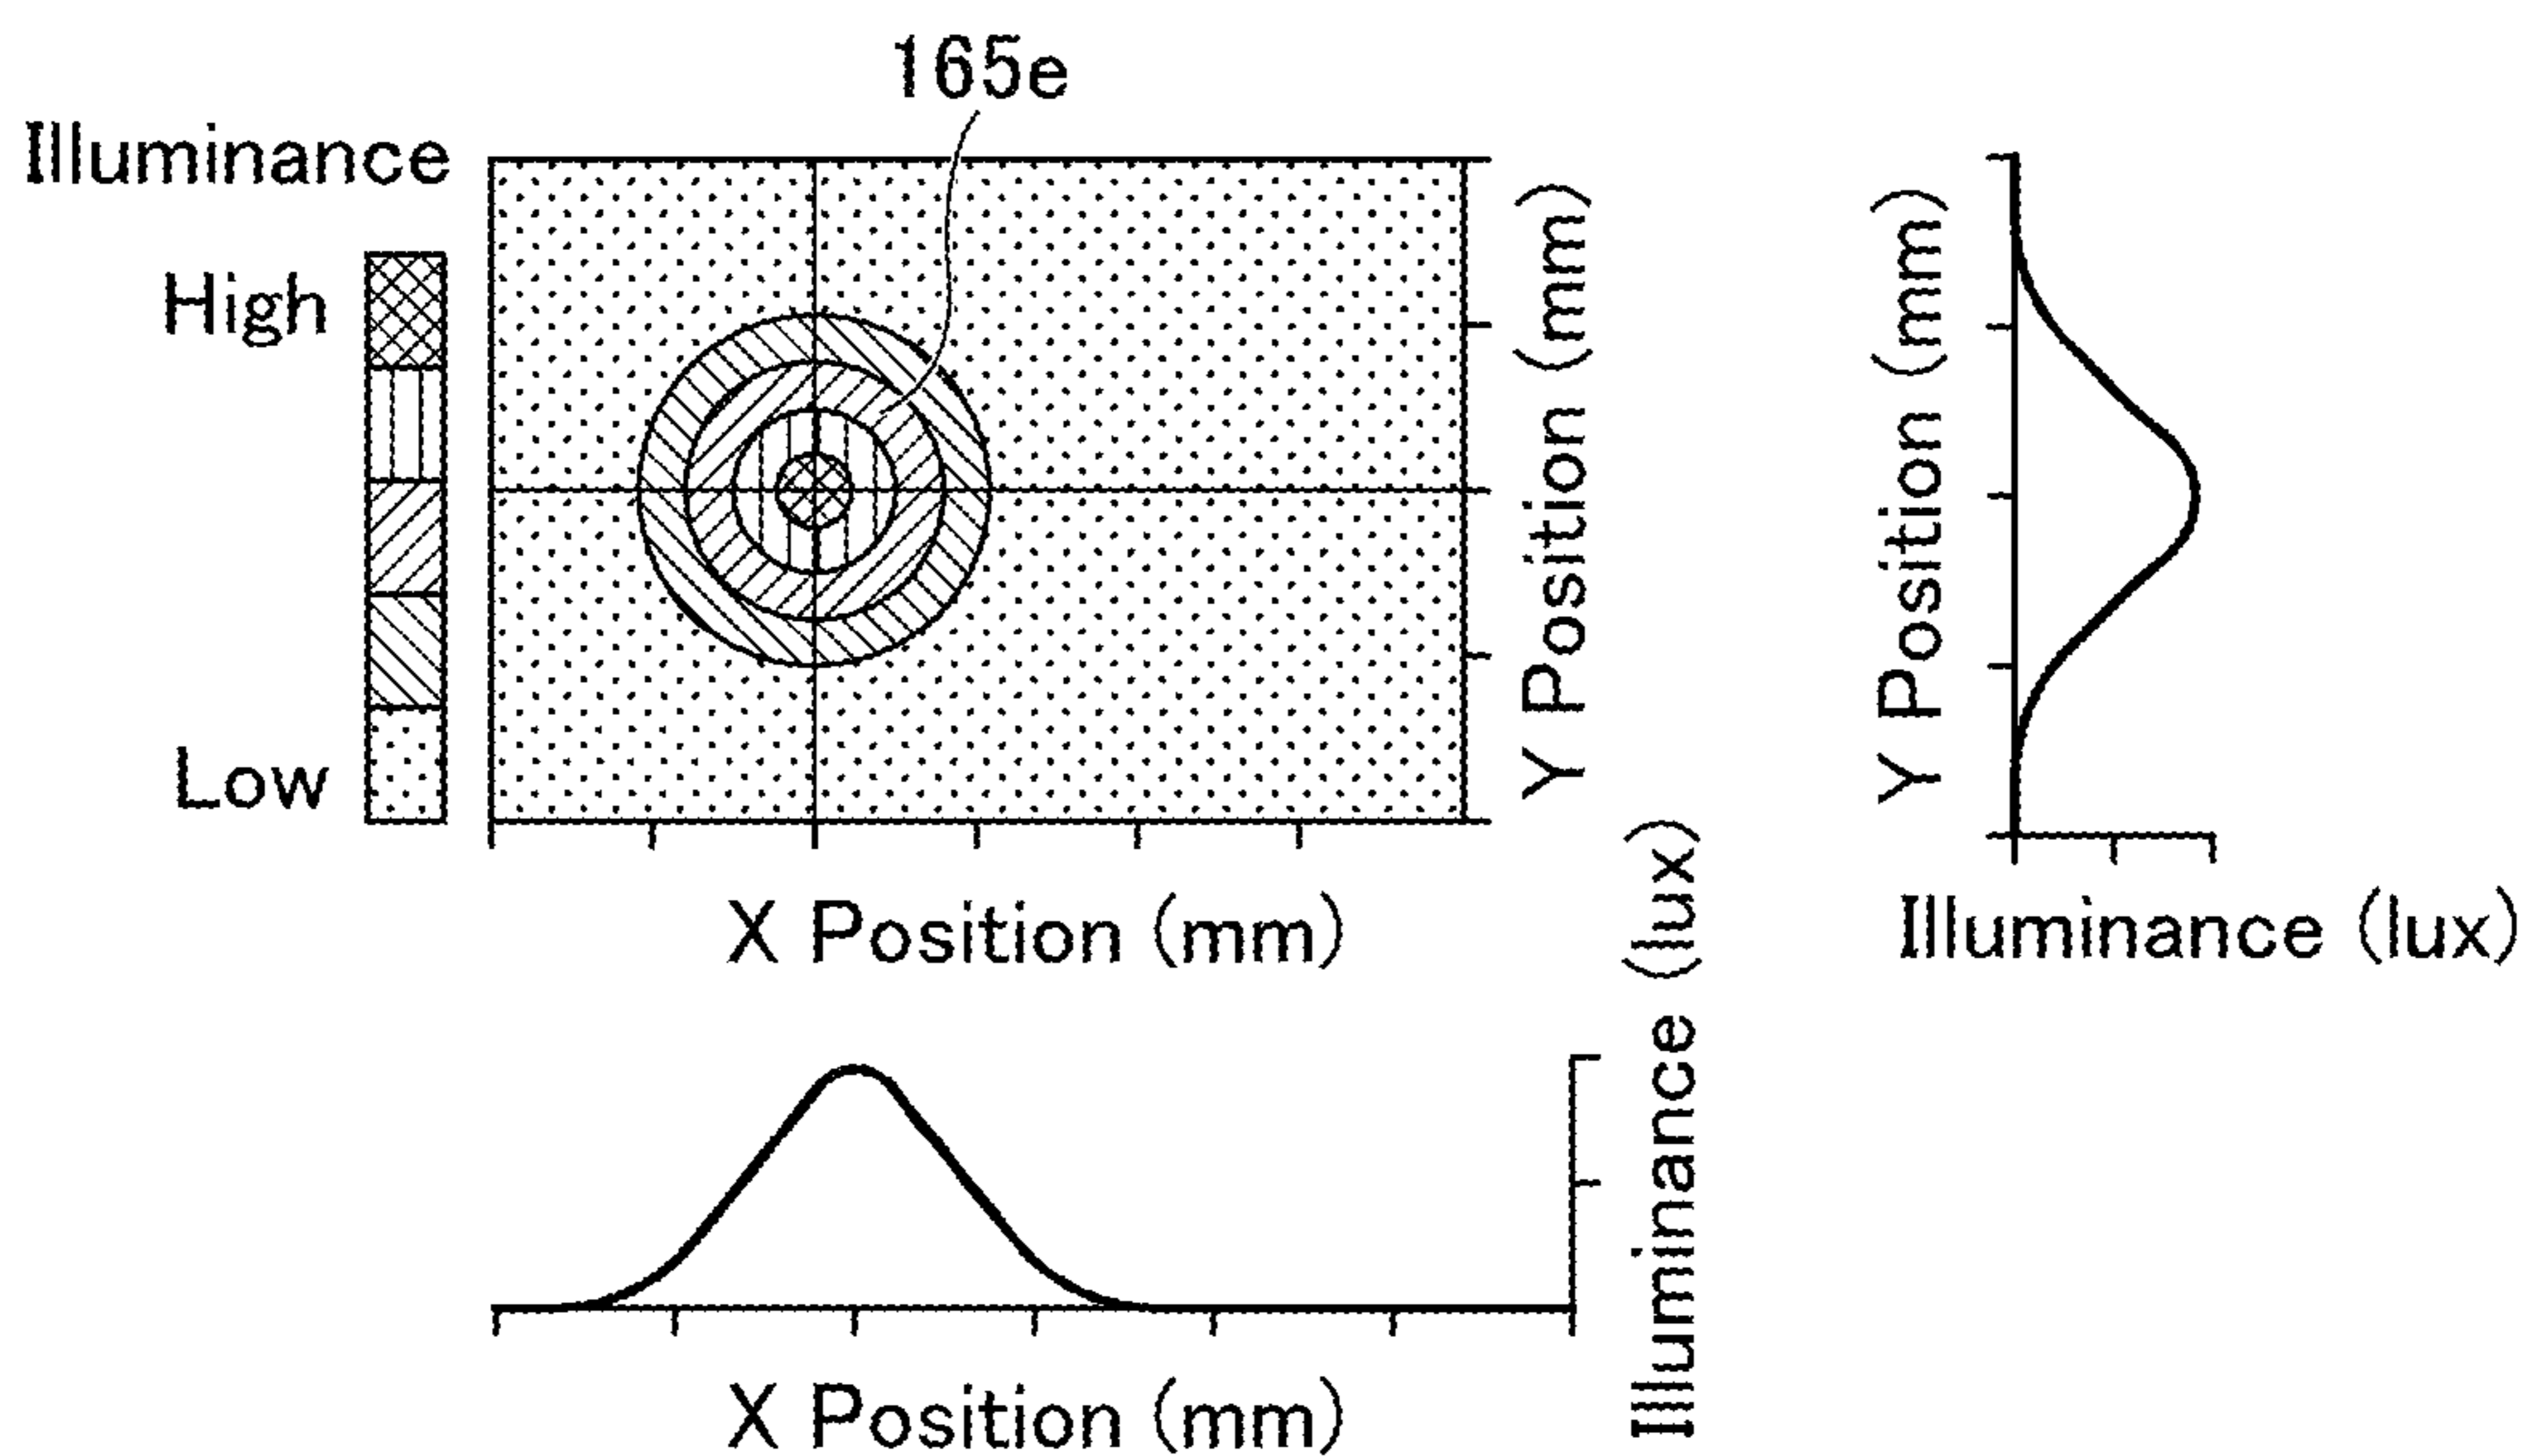 165e
Illuminance
High
Low
Y Position (mm)
X Position (mm)
Y Position (mm)
Illuminance (lux)
Illuminance (lux)
X Position (mm)